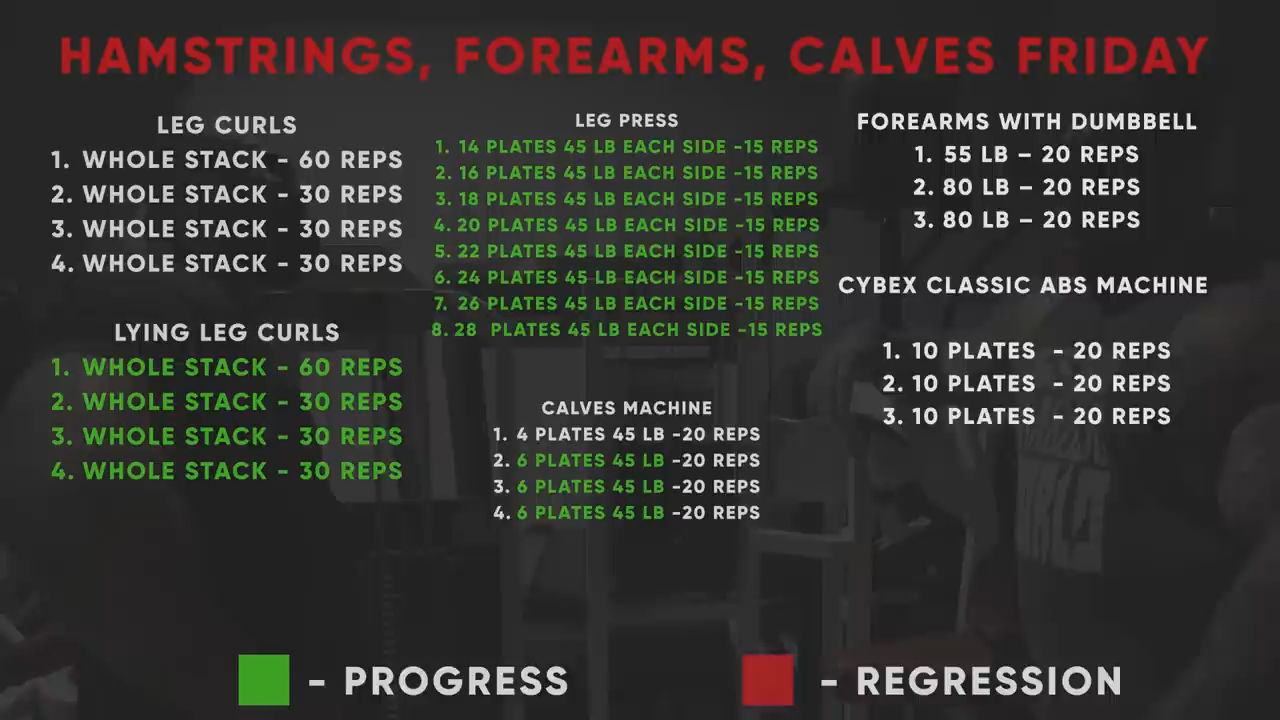 HAMSTRINGS, FOREARMS, CALVES FRIDAY
LEG CURLS
1. WHOLE STACK - 60 REPS
2. WHOLE STACK - 30 REPS
3. WHOLE STACK - 30 REPS
4. WHOLE STACK - 30 REPS
LYING LEG CURLS
1. WHOLE STACK - 60 REPS
2. WHOLE STACK - 30 REPS
3. WHOLE STACK - 30 REPS
4. WHOLE STACK - 30 REPS
LEG PRESS
1. 14 PLATES 45 LB EACH SIDE -15 REPS
2. 16 PLATES 45 LB EACH SIDE -15 REPS
3. 18 PLATES 45 LB EACH SIDE -15 REPS
4. 20 PLATES 45 LB EACH SIDE -15 REPS
5. 22 PLATES 45 LB EACH SIDE -15 REPS
6. 24 PLATES 45 LB EACH SIDE -15 REPS
7. 26 PLATES 45 LB EACH SIDE -15 REPS
8. 28 PLATES 45 LB EACH SIDE -15 REPS
CALVES MACHINE
1. 4 PLATES 45 LB -20 REPS
2. 6 PLATES 45 LB -20 REPS
3. 6 PLATES 45 LB -20 REPS
4. 6 PLATES 45 LB -20 REPS
FOREARMS WITH DUMBBELL
1. 55 LB – 20 REPS
2. 80 LB – 20 REPS
3. 80 LB – 20 REPS
CYBEX CLASSIC ABS MACHINE
1. 10 PLATES - 20 REPS
2. 10 PLATES - 20 REPS
3. 10 PLATES - 20 REPS
- PROGRESS
- REGRESSION